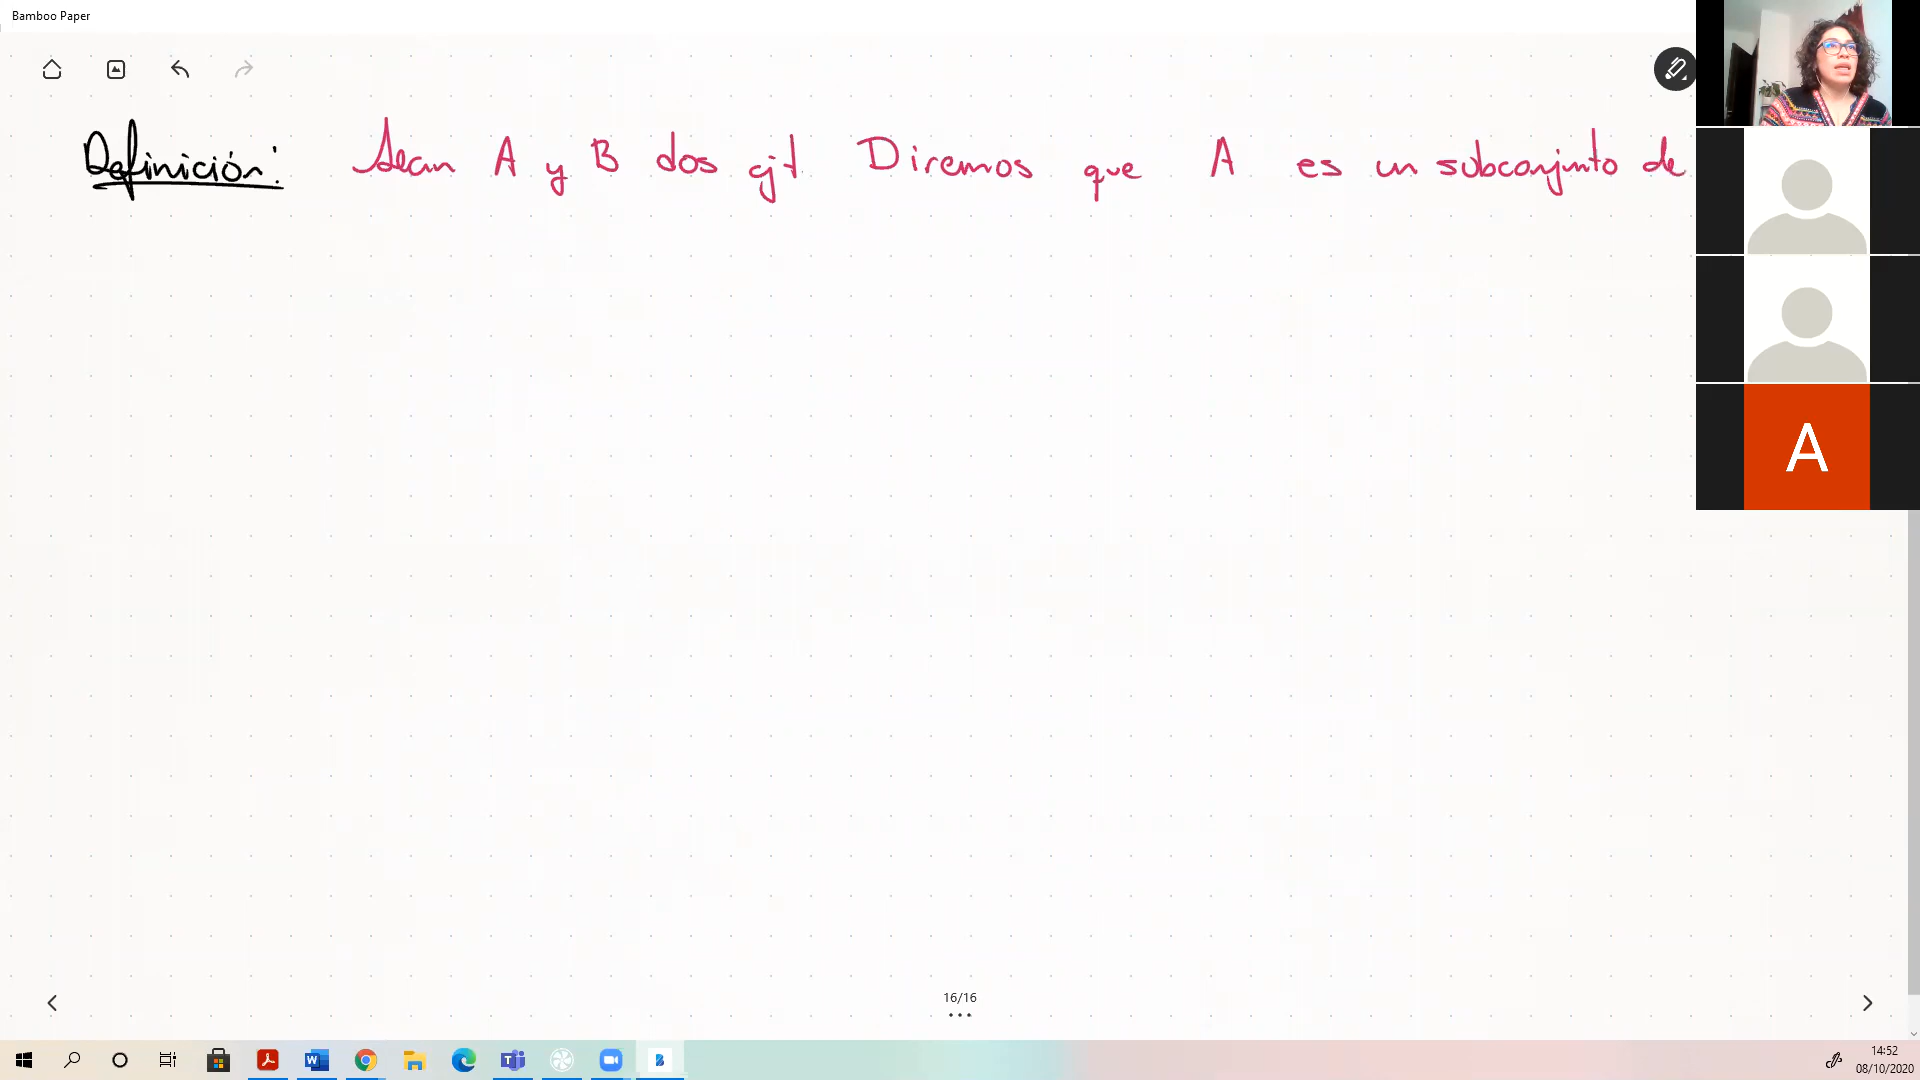 Bamboo Paper
Definición: Sean A y B dos cjt. Diremos que A es un subconjunto de
A
16/16
14:52
08/10/2020